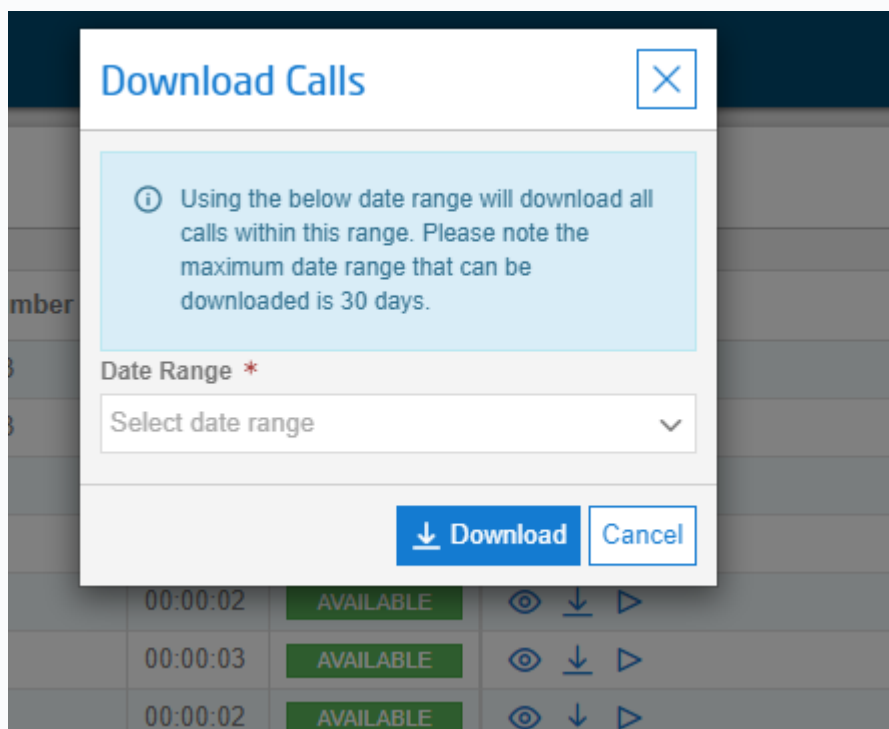 Download Calls
Using the below date range will download all
calls within this range. Please note the
maximum date range that can be
downloaded is 30 days.
mber
3
3
Date Range *
Select date range
Download Cancel
00:00:02 AVAILABLE
00:00:03 AVAILABLE
00:00:02 AVAILABLE